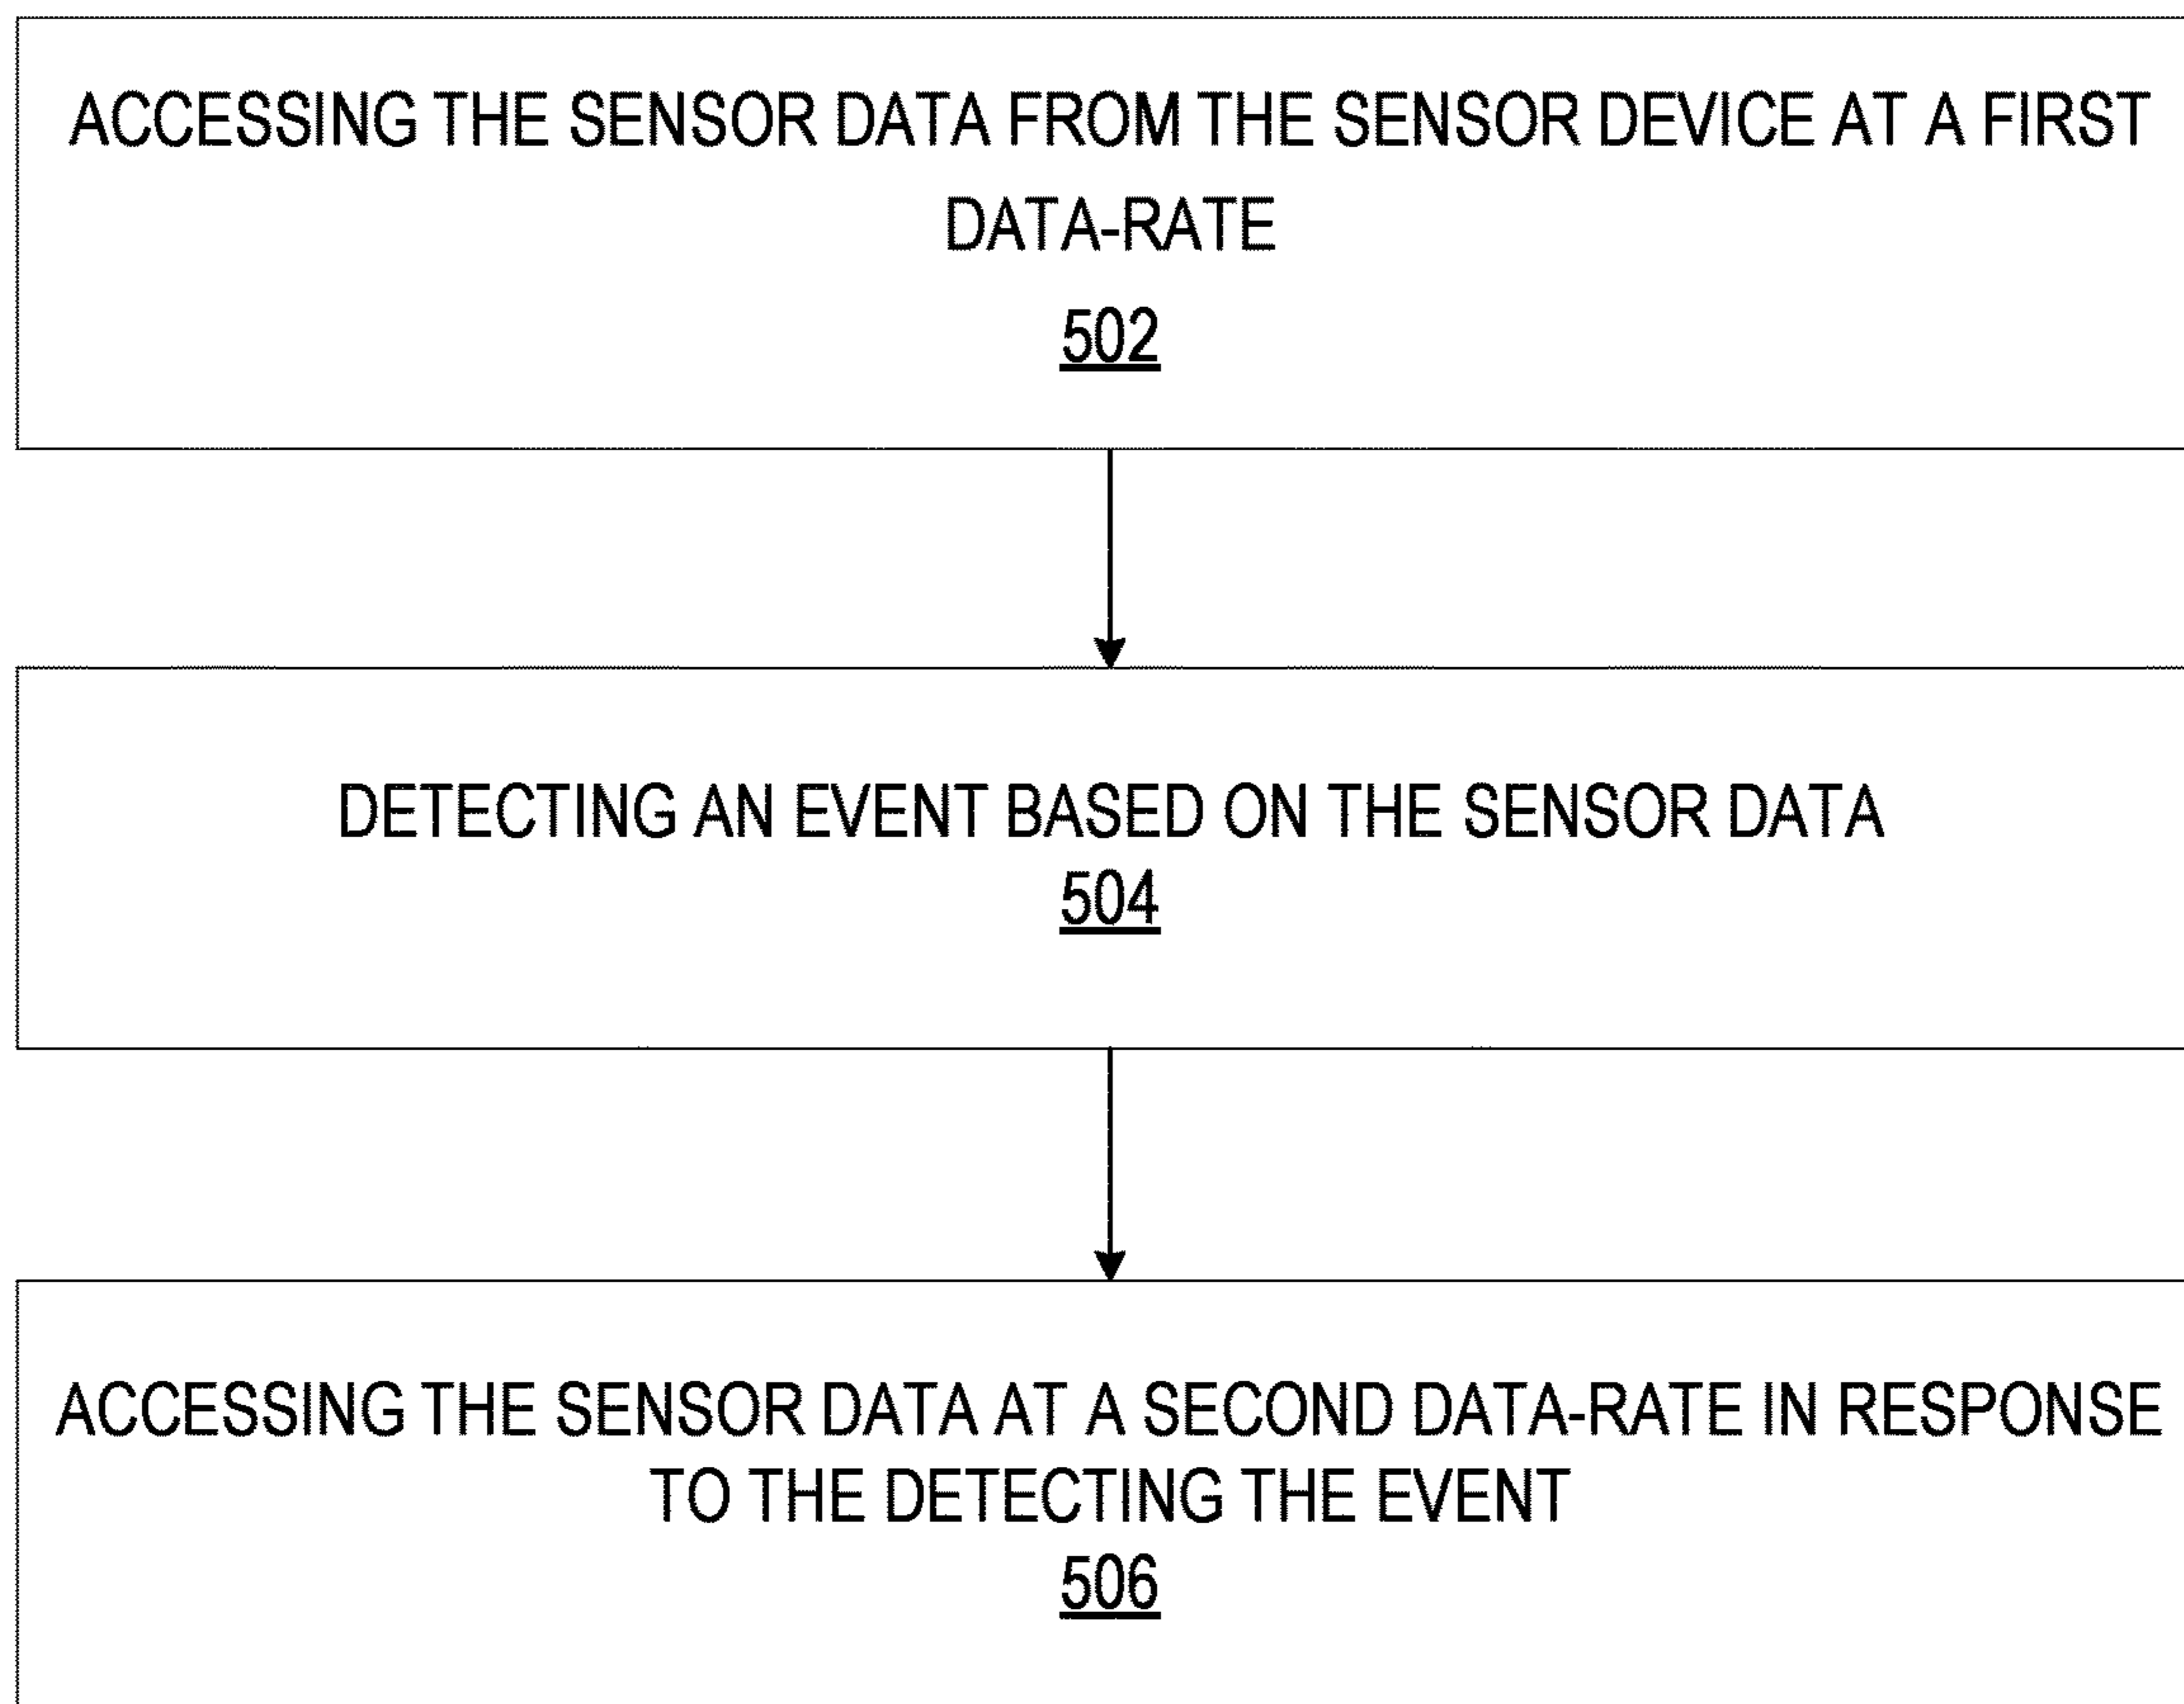 ACCESSING THE SENSOR DATA FROM THE SENSOR DEVICE AT A FIRST
DATA-RATE
502
DETECTING AN EVENT BASED ON THE SENSOR DATA
504
ACCESSING THE SENSOR DATA AT A SECOND DATA-RATE IN RESPONSE
TO THE DETECTING THE EVENT
506